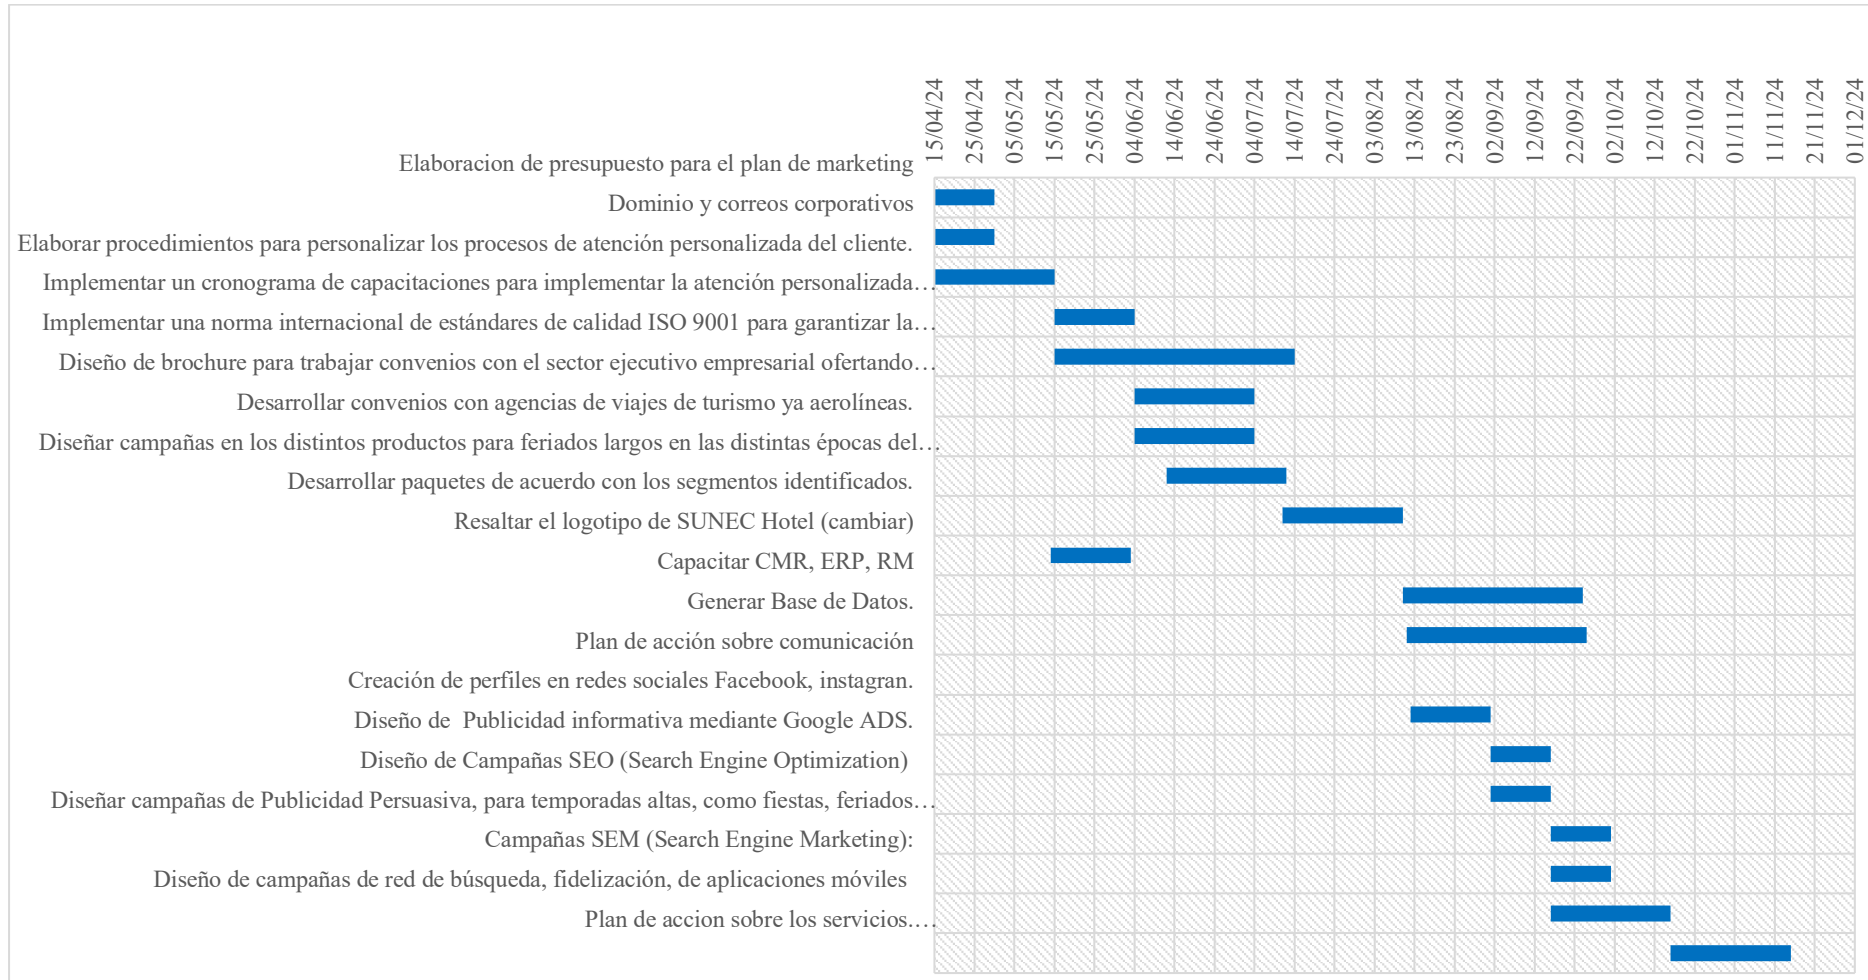 15/04/24
25/04/24
05/05/24
15/05/24
25/05/24
04/06/24
14/06/24
24/06/24
04/07/24
14/07/24
24/07/24
03/08/24
13/08/24
23/08/24
02/09/24
12/09/24
22/09/24
02/10/24
12/10/24
22/10/24
01/11/24
11/11/24
21/11/24
01/12/24
Elaboracion de presupuesto para el plan de marketing
Dominio y correos corporativos
Elaborar procedimientos para personalizar los procesos de atención personalizada del cliente.
Implementar un cronograma de capacitaciones para implementar la atención personalizada…
Implementar una norma internacional de estándares de calidad ISO 9001 para garantizar la…
Diseño de brochure para trabajar convenios con el sector ejecutivo empresarial ofertando…
Desarrollar convenios con agencias de viajes de turismo ya aerolíneas.
Diseñar campañas en los distintos productos para feriados largos en las distintas épocas del…
Desarrollar paquetes de acuerdo con los segmentos identificados.
Resaltar el logotipo de SUNEC Hotel (cambiar)
Capacitar CMR, ERP, RM
Generar Base de Datos.
Plan de acción sobre comunicación
Creación de perfiles en redes sociales Facebook, instagran.
Diseño de  Publicidad informativa mediante Google ADS.
Diseño de Campañas SEO (Search Engine Optimization)
Diseñar campañas de Publicidad Persuasiva, para temporadas altas, como fiestas, feriados…
Campañas SEM (Search Engine Marketing):
Diseño de campañas de red de búsqueda, fidelización, de aplicaciones móviles
Plan de accion sobre los servicios.…